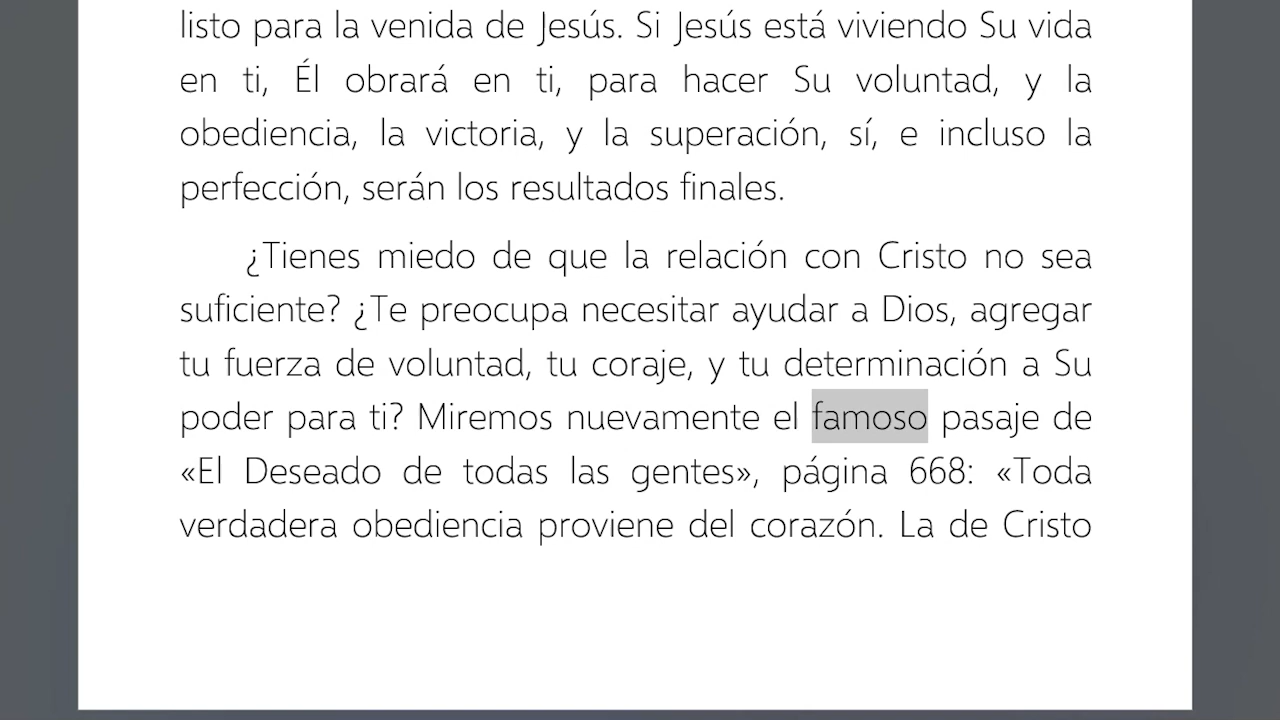 listo para la venida de Jesús. Si Jesús está viviendo Su vida
en ti, Él obrará en ti, para hacer Su voluntad, y la
obediencia, la victoria, y la superación, sí, e incluso la
perfección, serán los resultados finales.
¿Tienes miedo de que la relación con Cristo no sea
suficiente? ¿Te preocupa necesitar ayudar a Dios, agregar
tu fuerza de voluntad, tu coraje, y tu determinación a Su
poder para ti? Miremos nuevamente el famoso pasaje de
«El Deseado de todas las gentes», página 668: «Toda
verdadera obediencia proviene del corazón. La de Cristo